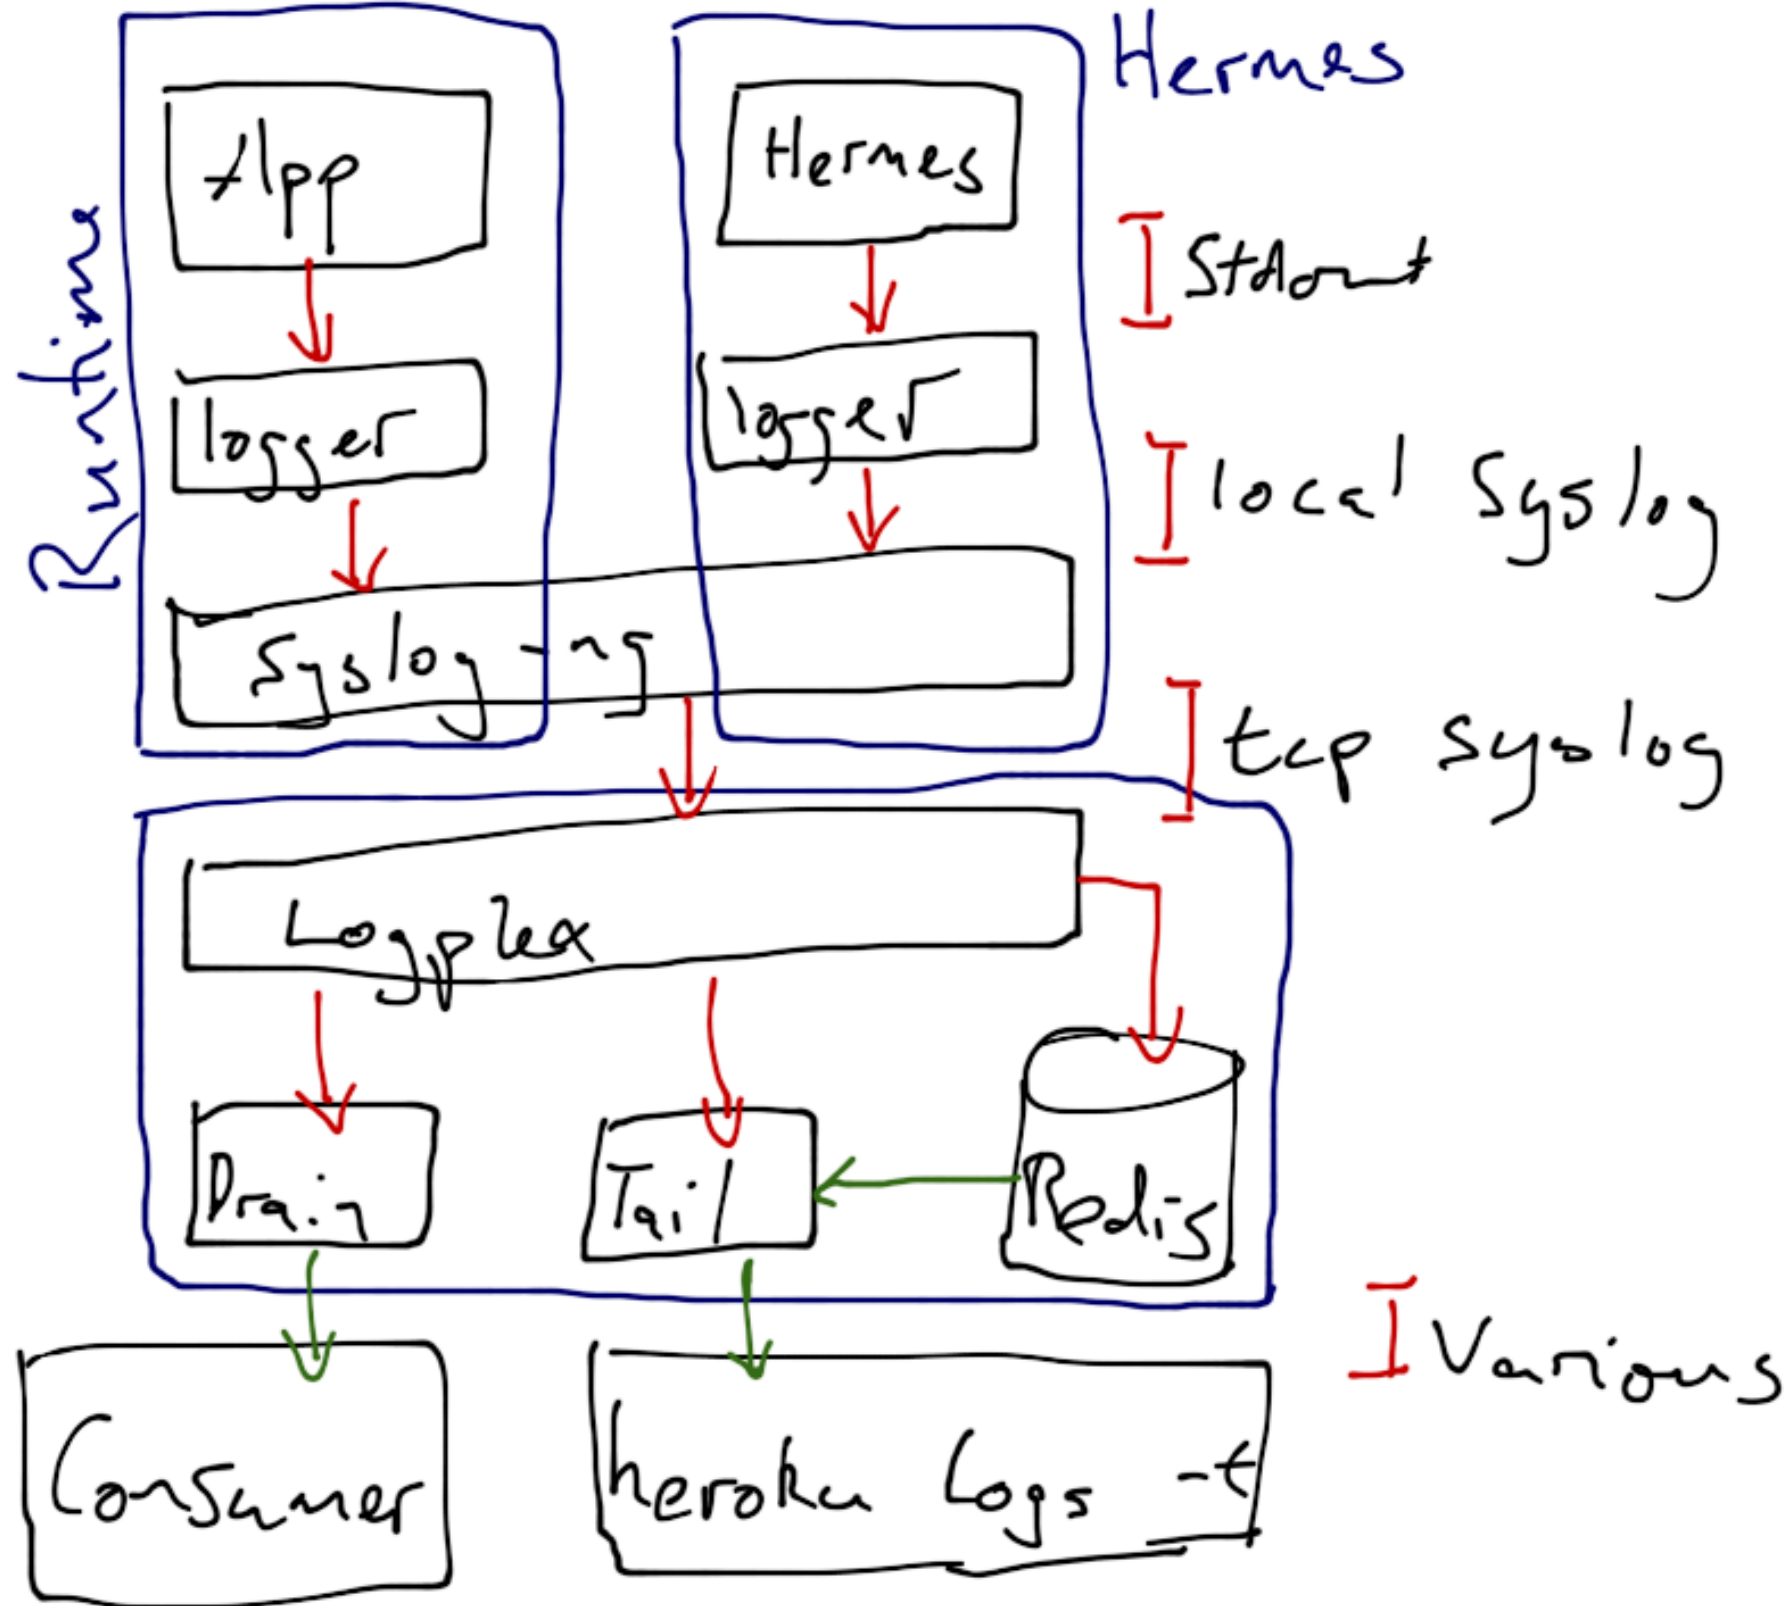 Hermes
App
Hermes
Runtime
Stdout
logger
logger
local Syslog
Syslog-ng
tcp syslog
Logplex
Drain
Tail
Redis
Various
Consumer
heroku logs -t